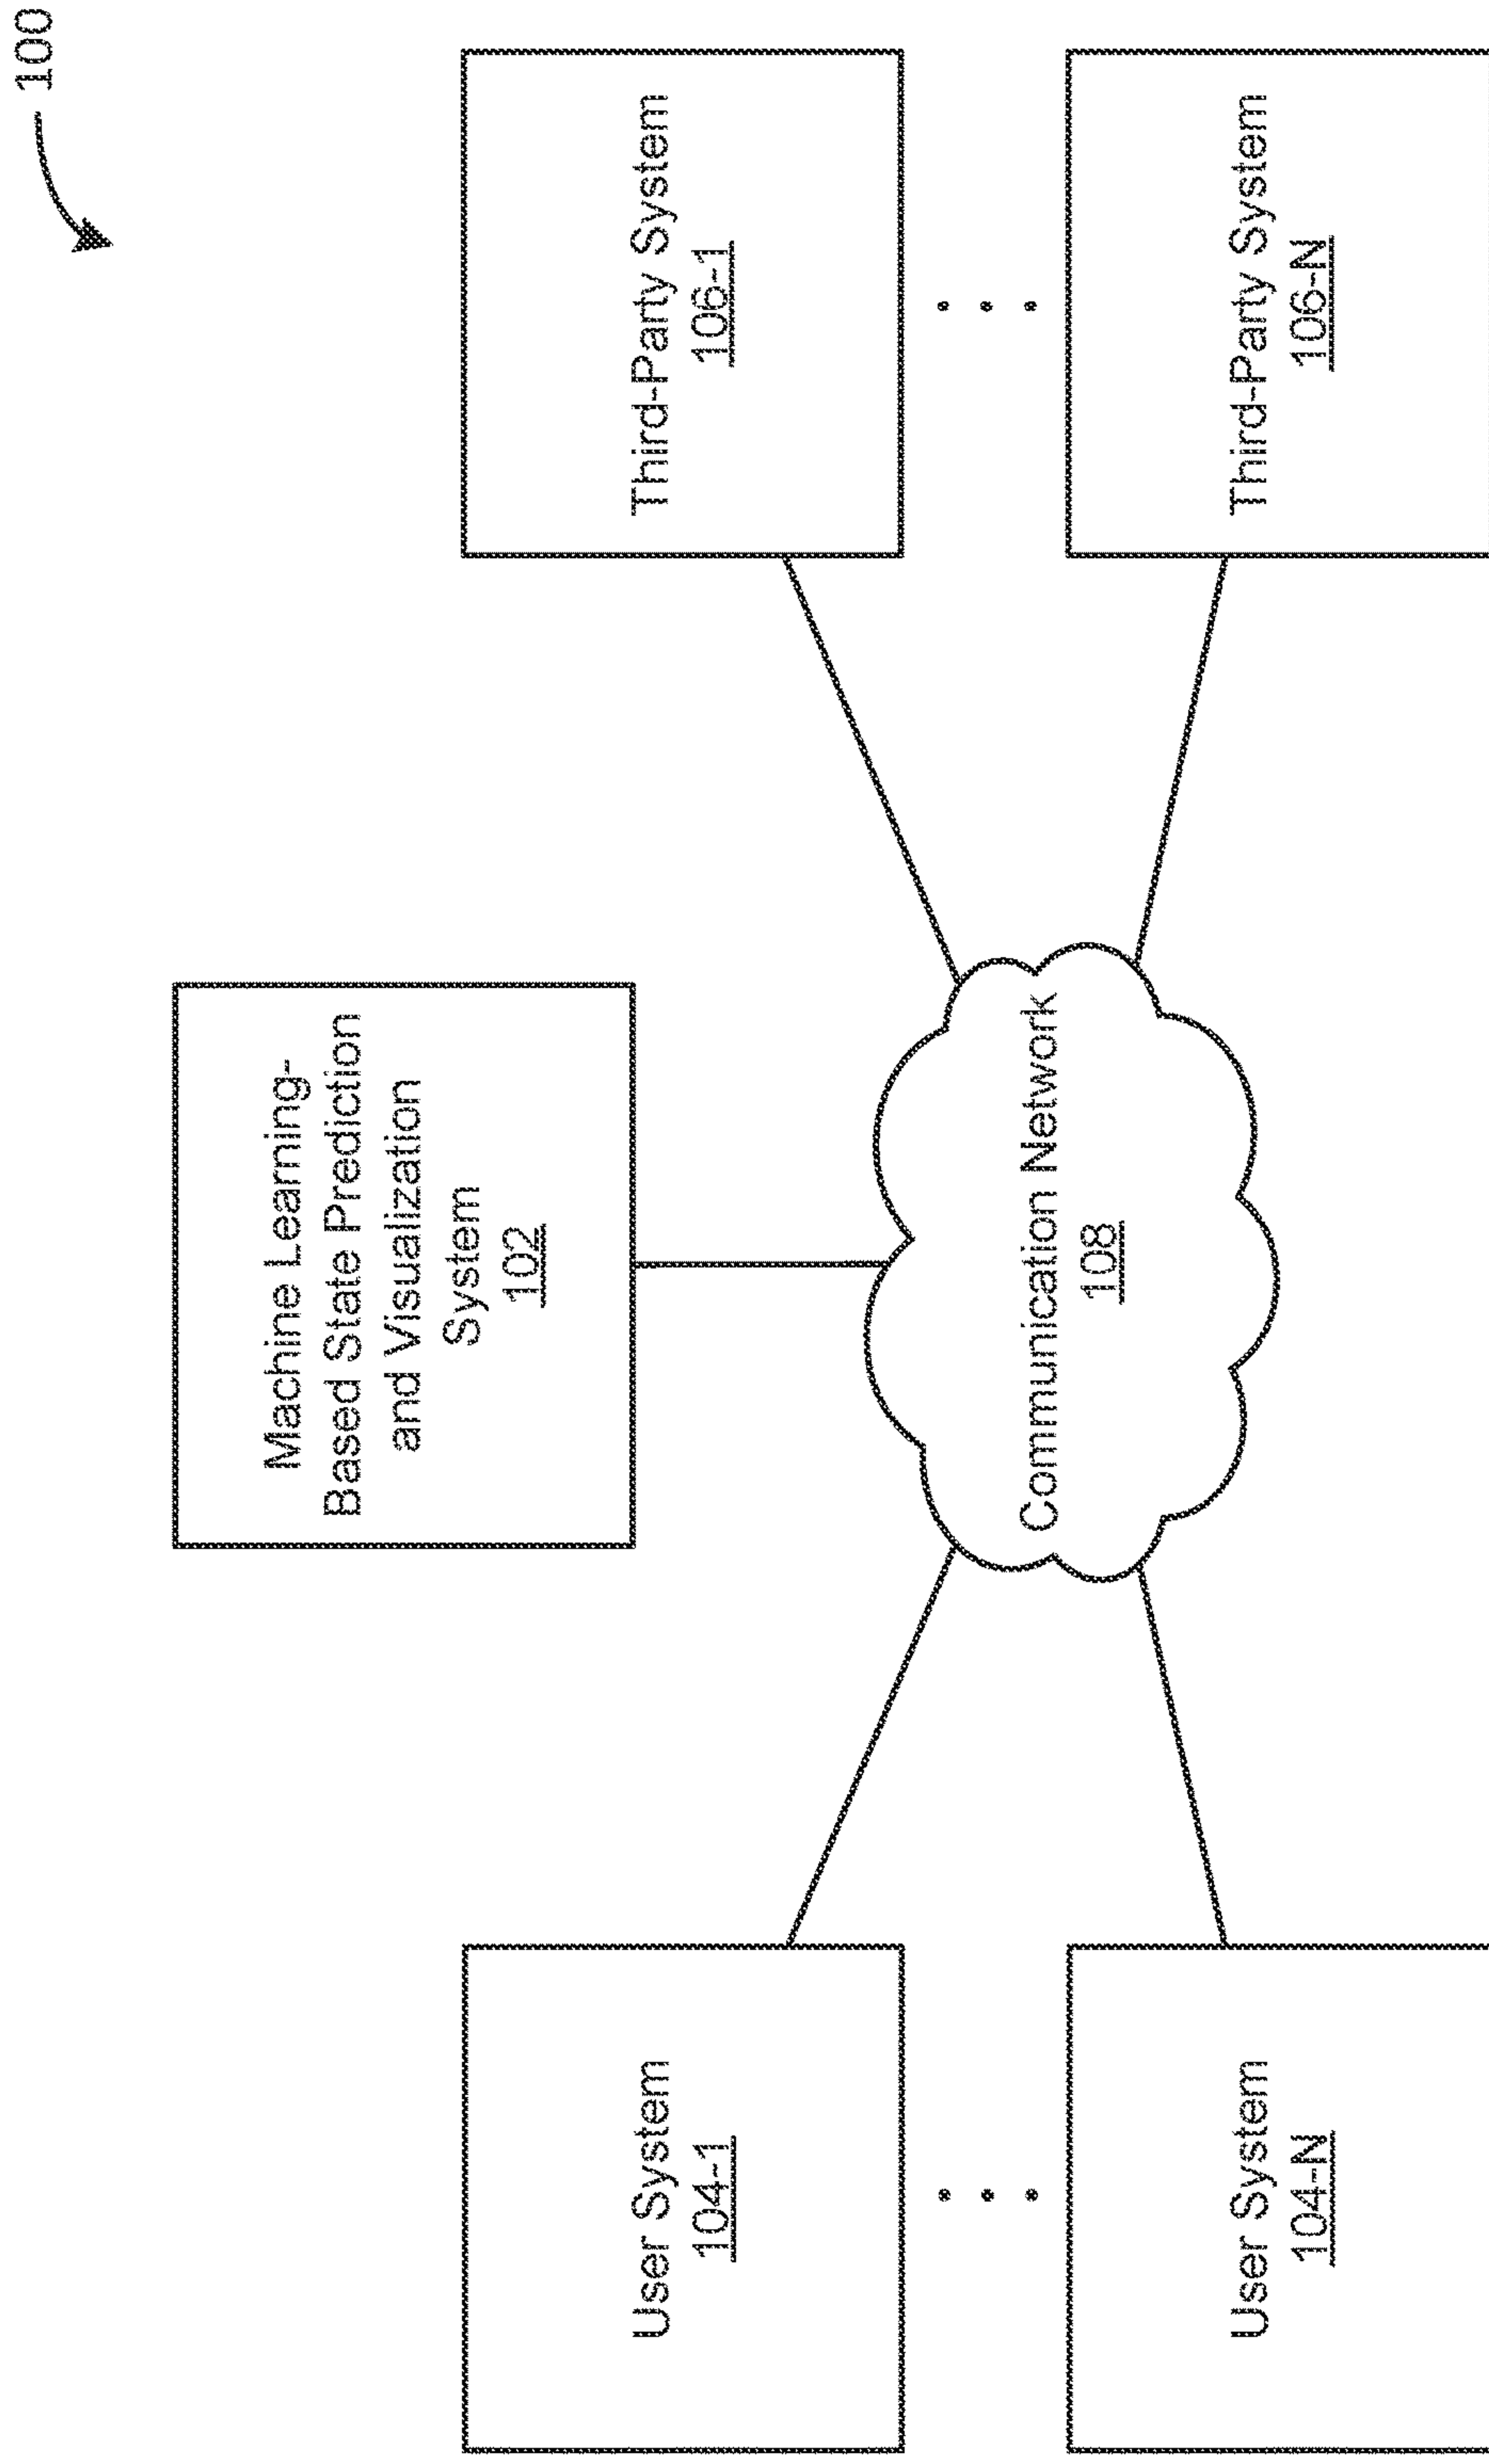 100
Machine Learning-
Based State Prediction
and Visualization
System
102
User System
104-1
Third-Party System
106-1
Communication Network
108
User System
104-N
Third-Party System
106-N